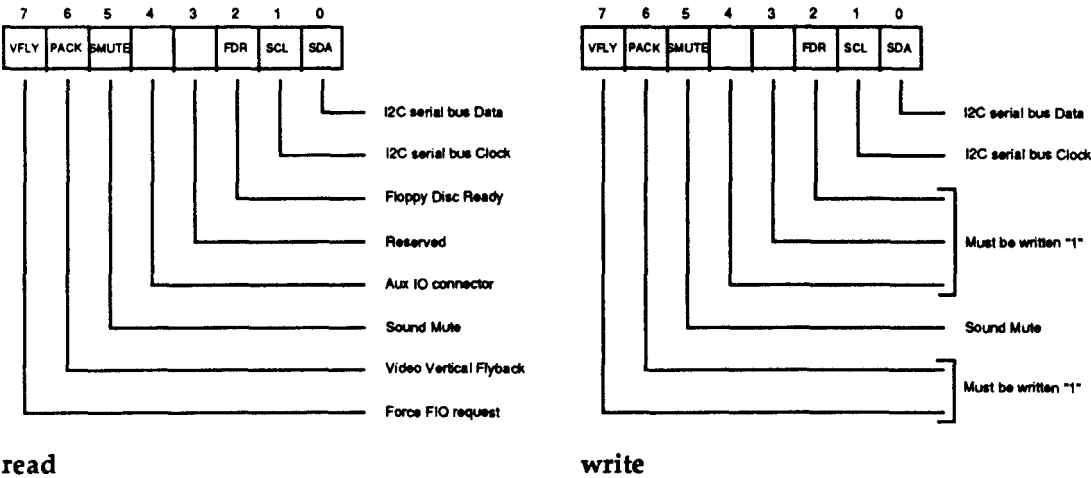 7 6 5 4 3 2 1 0
VFLY PACK SMUTE FDR SCL SDA
I2C serial bus Data
I2C serial bus Clock
Floppy Disc Ready
Reserved
Aux IO connector
Sound Mute
Video Vertical Flyback
Force FIQ request
read
7 6 5 4 3 2 1 0
VFLY PACK SMUTE FDR SCL SDA
I2C serial bus Data
I2C serial bus Clock
Must be written "1"
Sound Mute
Must be written "1"
write